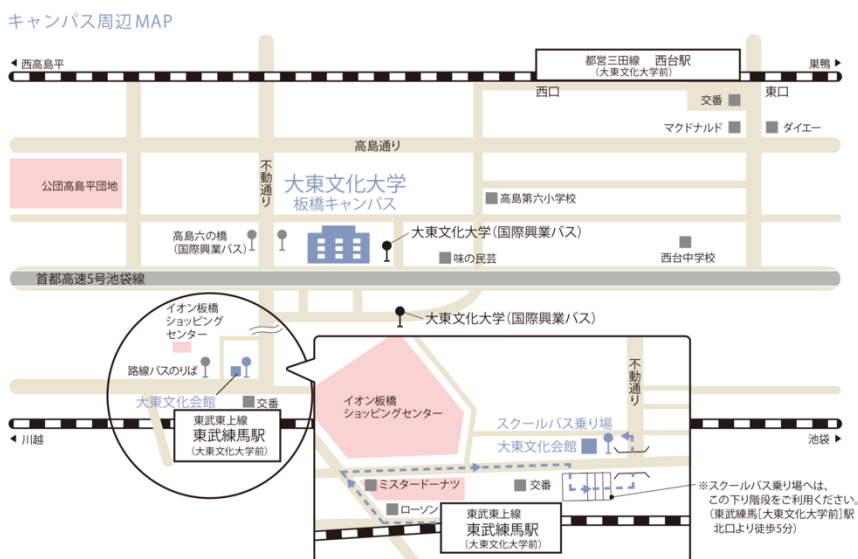 キャンパス周辺MAP
◀西高島平
都営三田線 西台駅
(大東文化大学前)
巣鴨▶
西口
東口
交番
マクドナルド
ダイエー
高島通り
公団高島平団地
不動通り
大東文化大学
板橋キャンパス
高島第六小学校
高島六の橋
(国際興業バス)
大東文化大学(国際興業バス)
味の民芸
西台中学校
首都高速5号池袋線
イオン板橋
ショッピング
センター
大東文化大学(国際興業バス)
路線バスのりば
大東文化会館
交番
東武東上線
東武練馬駅
(大東文化大学前)
◀川越
池袋▶
イオン板橋
ショッピングセンター
不動通り
スクールバス乗り場
大東文化会館
ミスタードーナツ
交番
ローソン
東武東上線
東武練馬駅
(大東文化大学前)
※スクールバス乗り場へは、
この下り階段をご利用ください。
(東武練馬[大東文化大学前]駅
北口より徒歩5分)